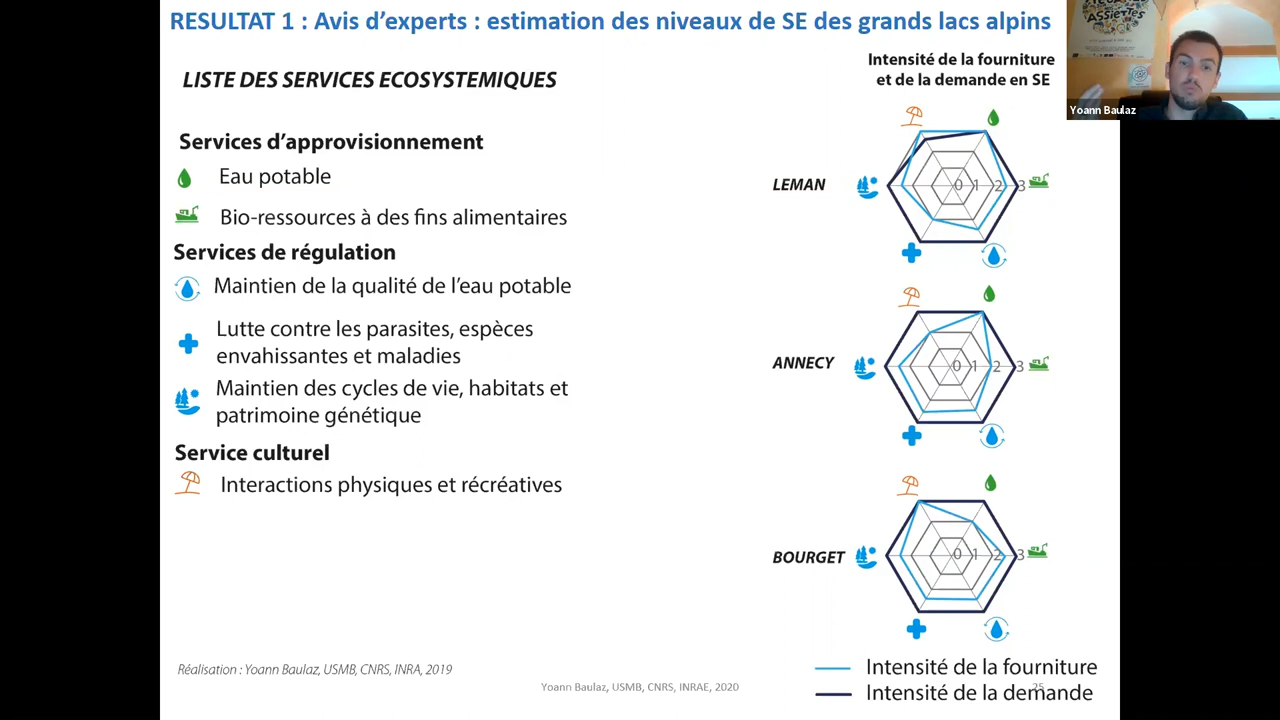 RESULTAT 1 : Avis d'experts : estimation des niveaux de SE des grands lacs alpins
LISTE DES SERVICES ECOSYSTEMIQUES
Intensité de la fourniture
et de la demande en SE
Yoann Baulaz
Services d'approvisionnement
Eau potable
Bio-ressources à des fins alimentaires
Services de régulation
Maintien de la qualité de l'eau potable
Lutte contre les parasites, espèces
envahissantes et maladies
Maintien des cycles de vie, habitats et
patrimoine génétique
Service culturel
Interactions physiques et récréatives
LEMAN
0 1 2 3
ANNECY
0 1 2 3
BOURGET
0 1 2 3
Intensité de la fourniture
Intensité de la demande
Réalisation : Yoann Baulaz, USMB, CNRS, INRA, 2019
Yoann Baulaz, USMB, CNRS, INRAE, 2020
25